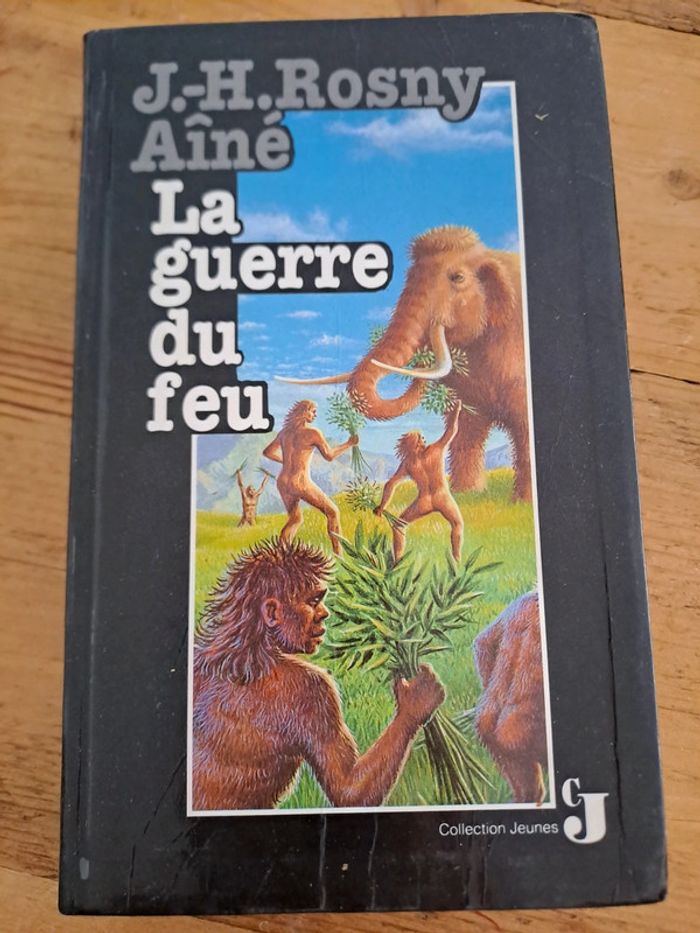 J.-H. Rosny
Aîné
La
guerre
du
feu
CJ
Collection Jeunes